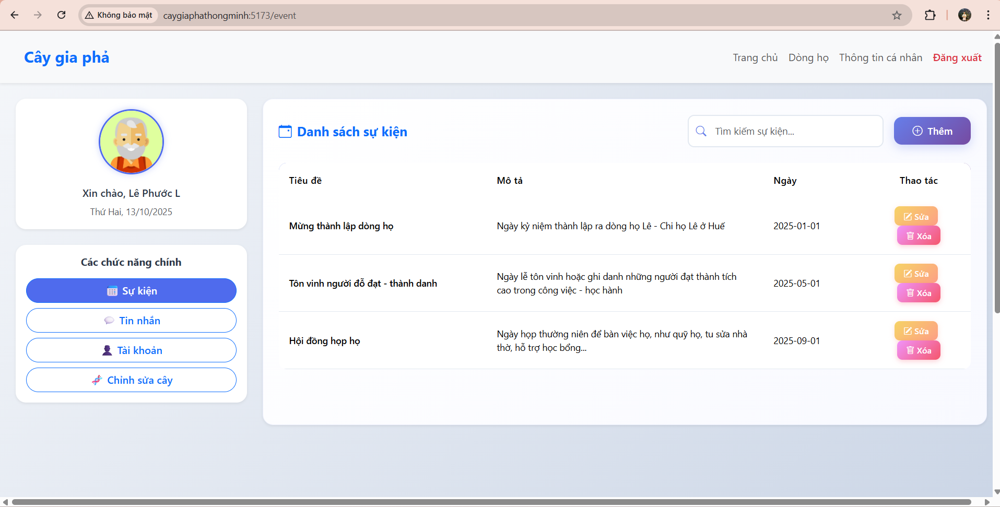 Không bảo mật
caygiaphathongminh:5173/event
Cây gia phả
Trang chủ
Dòng họ
Thông tin cá nhân
Đăng xuất
Xin chào, Lê Phước L
Thứ Hai, 13/10/2025
Các chức năng chính
Sự kiện
Tin nhắn
Tài khoản
Chỉnh sửa cây
Danh sách sự kiện
Tìm kiếm sự kiện...
Thêm
Tiêu đề
Mô tả
Ngày
Thao tác
Mừng thành lập dòng họ
Ngày kỷ niệm thành lập ra dòng họ Lê - Chi họ Lê ở Huế
2025-01-01
Sửa
Xóa
Tôn vinh người đỗ đạt - thành danh
Ngày lễ tôn vinh hoặc ghi danh những người đạt thành tích
cao trong công việc - học hành
2025-05-01
Sửa
Xóa
Hội đồng họp họ
Ngày họp thường niên để bàn việc họ, như quỹ họ, tu sửa nhà
thờ, hỗ trợ học bổng...
2025-09-01
Sửa
Xóa